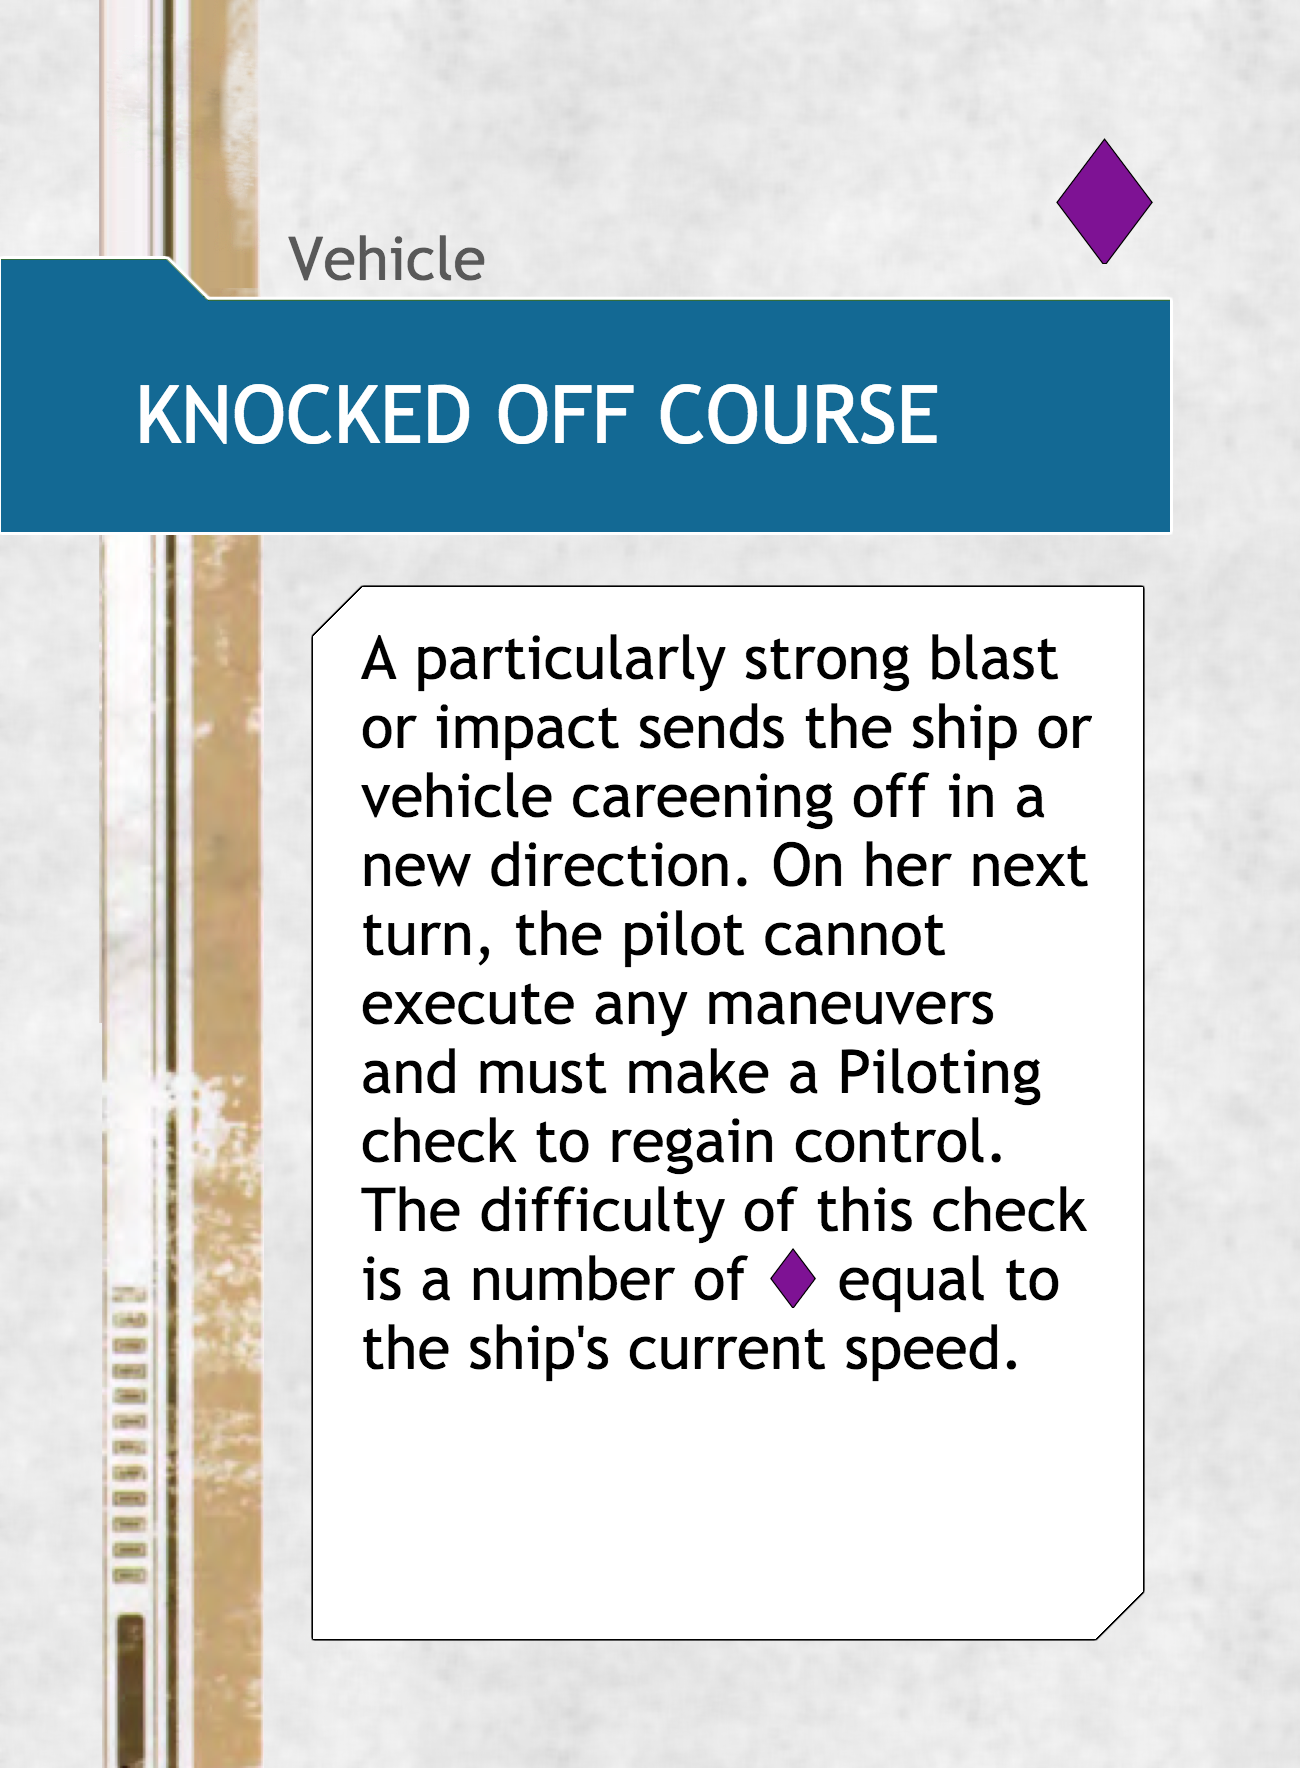 Vehicle
KNOCKED OFF COURSE
A particularly strong blast
or impact sends the ship or
vehicle careening off in a
new direction. On her next
turn, the pilot cannot
execute any maneuvers
and must make a Piloting
check to regain control.
The difficulty of this check
is a number of ♦ equal to
the ship's current speed.